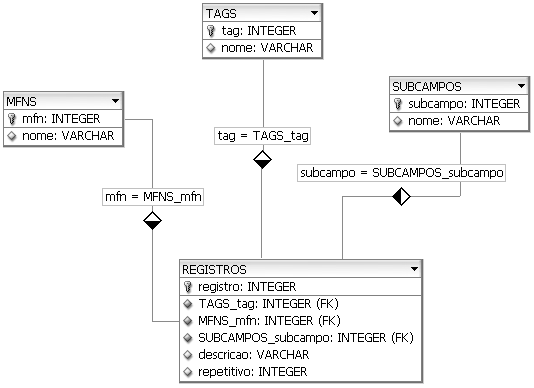 TAGS
tag: INTEGER
nome: VARCHAR
MFNS
mfn: INTEGER
nome: VARCHAR
SUBCAMPOS
subcampo: INTEGER
nome: VARCHAR
tag = TAGS_tag
subcampo = SUBCAMPOS_subcampo
mfn = MFNS_mfn
REGISTROS
registro: INTEGER
TAGS_tag: INTEGER (FK)
MFNS_mfn: INTEGER (FK)
SUBCAMPOS_subcampo: INTEGER (FK)
descricao: VARCHAR
repetitivo: INTEGER